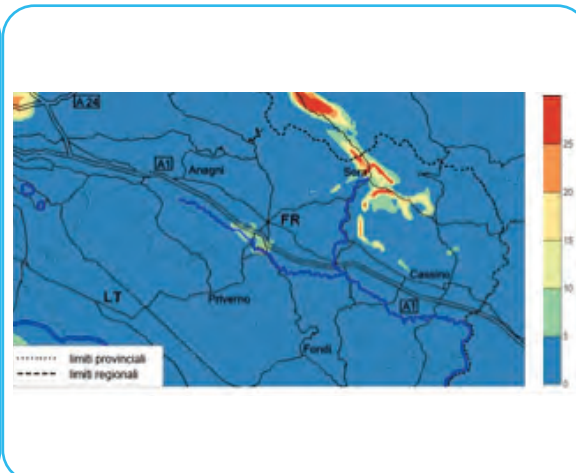 A 24
A1
Anagni
Sora
FR
Cassino
LT
Priverno
A1
Fondi
limiti provinciali
limiti regionali
25
20
15
10
5
0